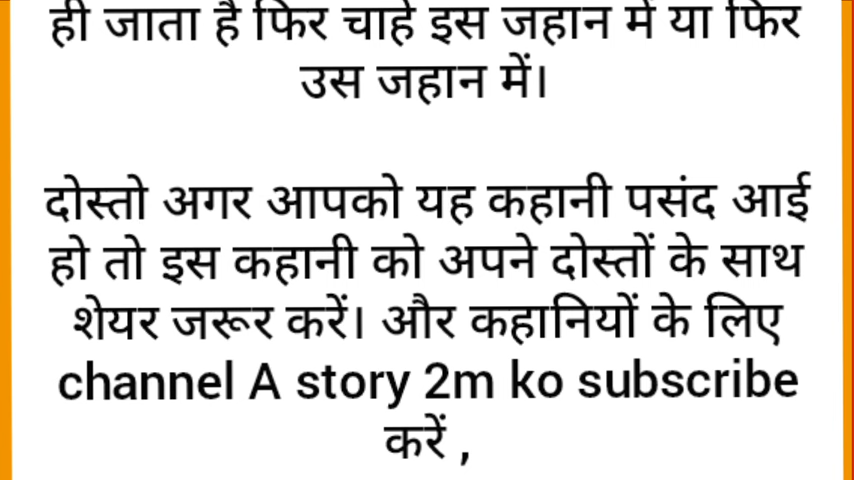 ही जाता है फिर चाहे इस जहान में या फिर
उस जहान में।
दोस्तो अगर आपको यह कहानी पसंद आई
हो तो इस कहानी को अपने दोस्तों के साथ
शेयर जरूर करें। और कहानियों के लिए
channel A story 2m ko subscribe
करें ,